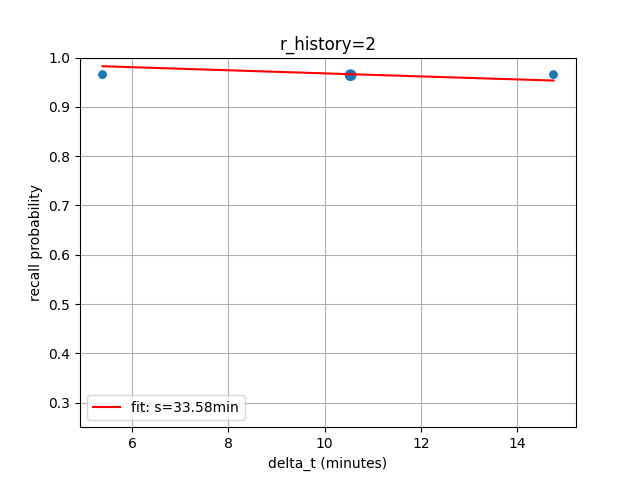 r_history=2
1.0
0.9
0.8
0.7
0.6
0.5
0.4
0.3
recall probability
fit: s=33.58min
6 8 10 12 14
delta_t (minutes)